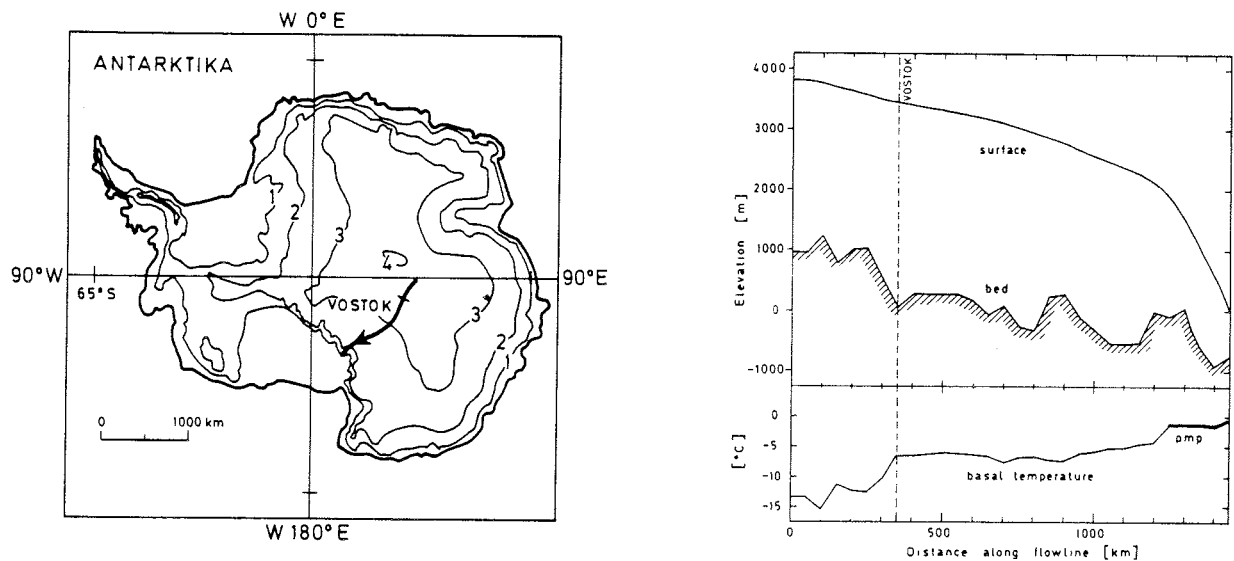 W 0° E
ANTARKTIKA
1
2
3
4
90° W
90° E
65° S
VOSTOK
3
2
1
0 1000 km
W 180° E
4000
3000
2000
1000
0
-1000
Elevation [m]
VOSTOK
surface
bed
0
-5
-10
-15
[°C]
pmp
basal temperature
0 500 1000
Distance along flowline [km]